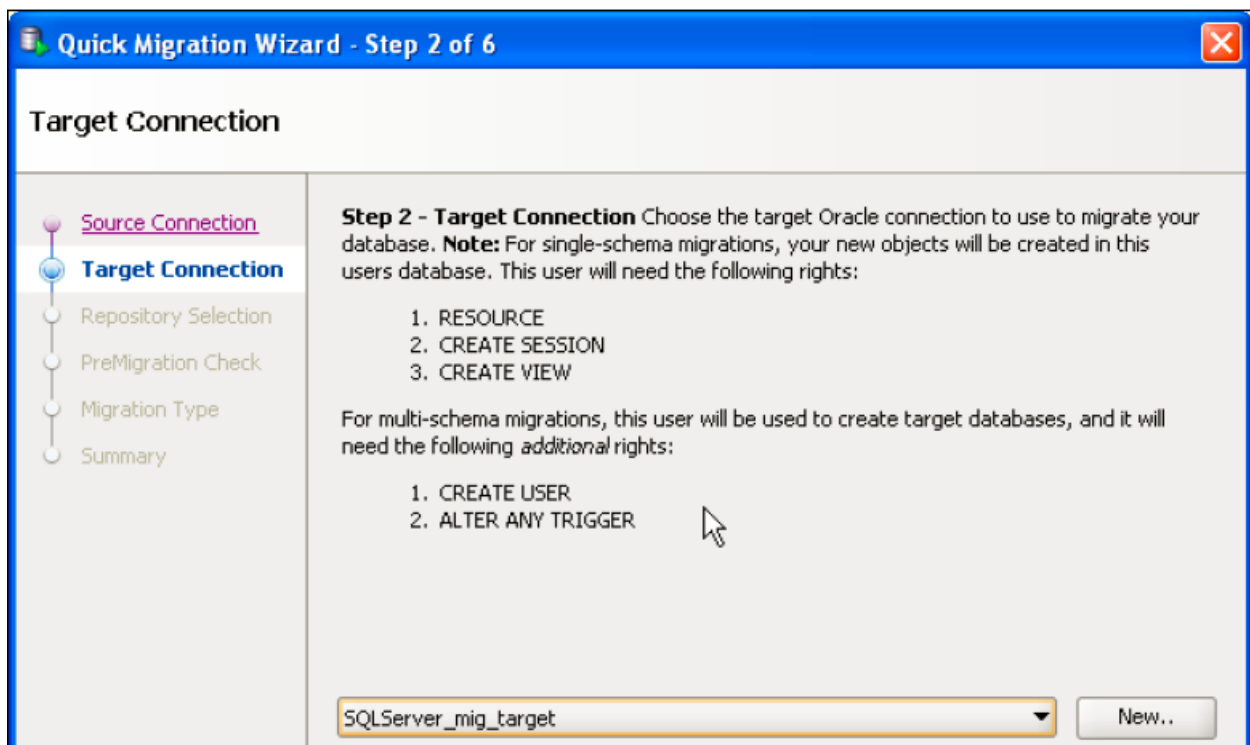 Quick Migration Wizard - Step 2 of 6
Target Connection
Source Connection
Target Connection
Repository Selection
PreMigration Check
Migration Type
Summary
Step 2 - Target Connection Choose the target Oracle connection to use to migrate your
database. Note: For single-schema migrations, your new objects will be created in this
users database. This user will need the following rights:
1. RESOURCE
2. CREATE SESSION
3. CREATE VIEW
For multi-schema migrations, this user will be used to create target databases, and it will
need the following additional rights:
1. CREATE USER
2. ALTER ANY TRIGGER
SQLServer_mig_target
New..